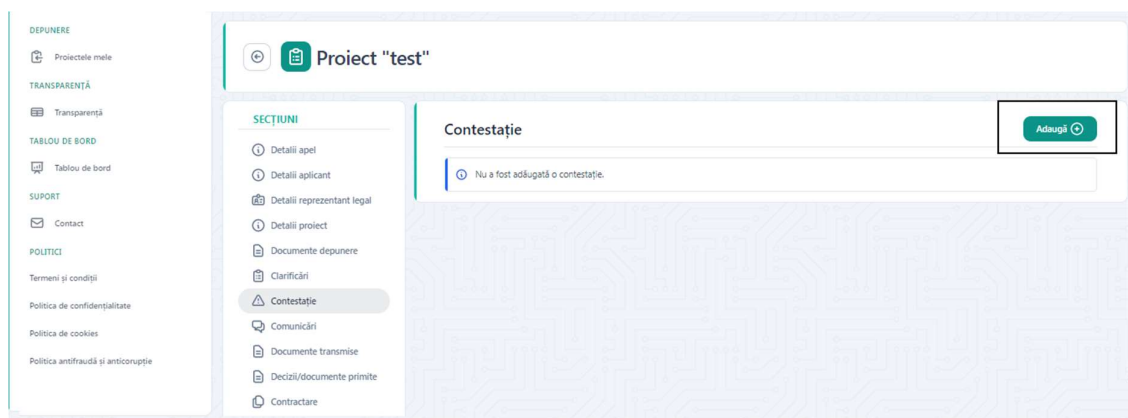 DEPUNERE
Proiectele mele
TRANSPARENȚĂ
Transparență
TABLOU DE BORD
Tablou de bord
SUPORT
Contact
POLITICI
Termeni și condiții
Politica de confidențialitate
Politica de cookies
Politica antifraudă și anticorupție
Proiect "test"
SECȚIUNI
Detalii apel
Detalii aplicant
Detalii reprezentant legal
Detalii proiect
Documente depunere
Clarificări
Contestație
Comunicări
Documente transmise
Decizii/documente primite
Contractare
Contestație
Adaugă
Nu a fost adăugată o contestație.